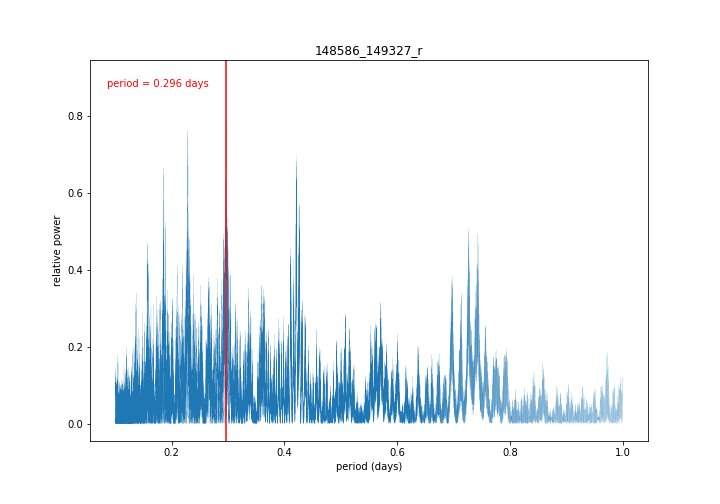 148586_149327_r
period = 0.296 days
0.8
0.6
0.4
0.2
0.0
relative power
0.2 0.4 0.6 0.8 1.0
period (days)